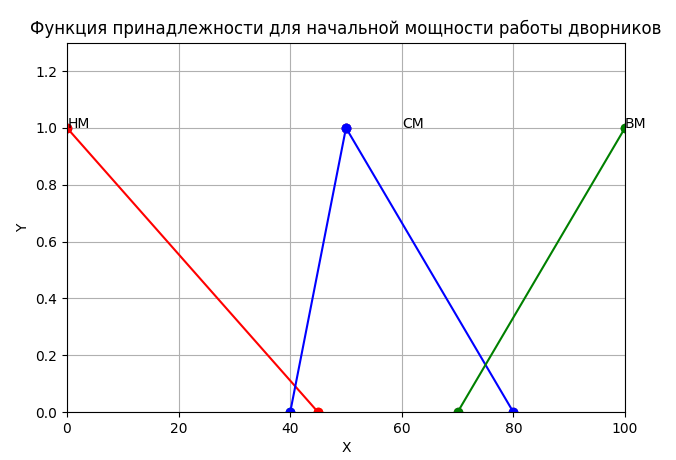 Функция принадлежности для начальной мощности работы дворников
1.2
1.0
0.8
0.6
0.4
0.2
0.0
Y
НМ
СМ
ВМ
0 20 40 60 80 100
X